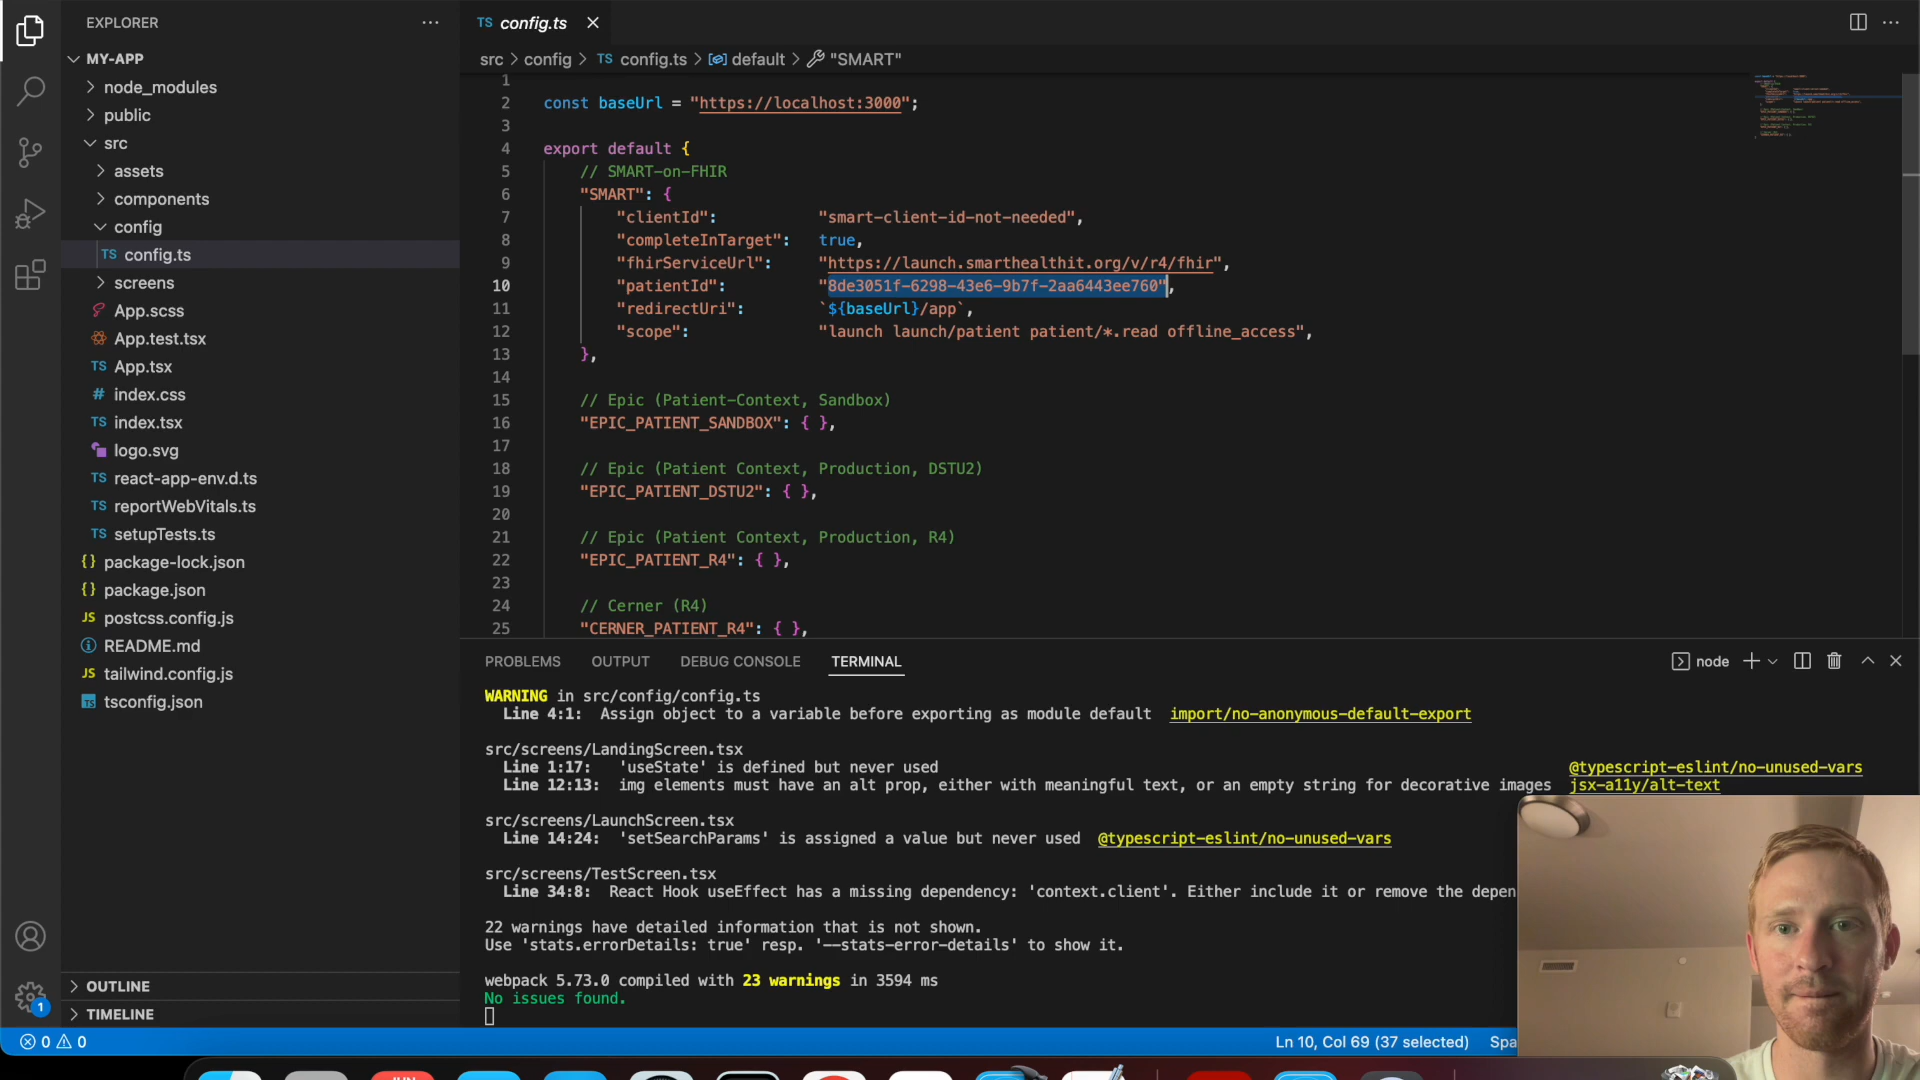 EXPLORER
MY-APP
node_modules
public
src
assets
components
config
TS config.ts
screens
App.scss
App.test.tsx
TS App.tsx
# index.css
TS index.tsx
logo.svg
TS react-app-env.d.ts
TS reportWebVitals.ts
TS setupTests.ts
{} package-lock.json
{} package.json
JS postcss.config.js
README.md
JS tailwind.config.js
TS tsconfig.json
OUTLINE
TIMELINE
1
TS config.ts
src > config > TS config.ts > default > "SMART"
1
2 const baseUrl = "https://localhost:3000";
3
4 export default {
5 // SMART-on-FHIR
6 "SMART": {
7 "clientId": "smart-client-id-not-needed",
8 "completeInTarget": true,
9 "fhirServiceUrl": "https://launch.smarthealthit.org/v/r4/fhir",
10 "patientId": "8de3051f-6298-43e6-9b7f-2aa6443ee760",
11 "redirectUri": `${baseUrl}/app`,
12 "scope": "launch launch/patient patient/*.read offline_access",
13 },
14
15 // Epic (Patient-Context, Sandbox)
16 "EPIC_PATIENT_SANDBOX": { },
17
18 // Epic (Patient Context, Production, DSTU2)
19 "EPIC_PATIENT_DSTU2": { },
20
21 // Epic (Patient Context, Production, R4)
22 "EPIC_PATIENT_R4": { },
23
24 // Cerner (R4)
25 "CERNER_PATIENT_R4": { },
PROBLEMS OUTPUT DEBUG CONSOLE TERMINAL node
WARNING in src/config/config.ts
Line 4:1: Assign object to a variable before exporting as module default import/no-anonymous-default-export
src/screens/LandingScreen.tsx
Line 1:17: 'useState' is defined but never used @typescript-eslint/no-unused-vars
Line 12:13: img elements must have an alt prop, either with meaningful text, or an empty string for decorative images jsx-a11y/alt-text
src/screens/LaunchScreen.tsx
Line 14:24: 'setSearchParams' is assigned a value but never used @typescript-eslint/no-unused-vars
src/screens/TestScreen.tsx
Line 34:8: React Hook useEffect has a missing dependency: 'context.client'. Either include it or remove the depen
22 warnings have detailed information that is not shown.
Use 'stats.errorDetails: true' resp. '--stats-error-details' to show it.
webpack 5.73.0 compiled with 23 warnings in 3594 ms
No issues found.
0 0
Ln 10, Col 69 (37 selected) Spa